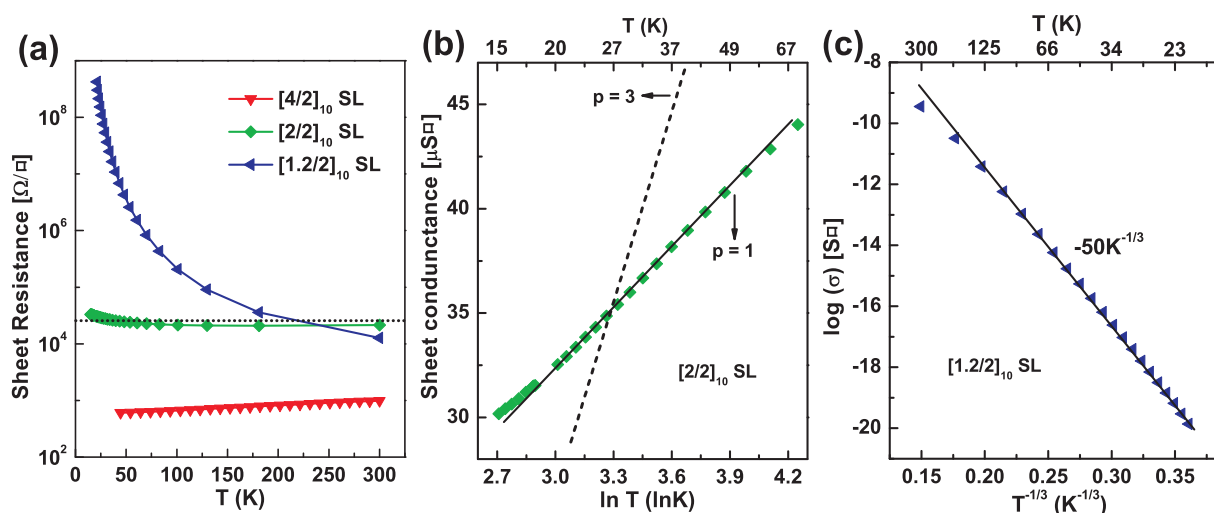 (a)
Sheet Resistance [Ω/¤]
10⁸
10⁶
10⁴
10²
[4/2]₁₀ SL
[2/2]₁₀ SL
[1.2/2]₁₀ SL
0 50 100 150 200 250 300
T (K)
(b)
T (K)
15 20 27 37 49 67
Sheet conductance [μS¤]
45
40
35
30
p = 3
p = 1
[2/2]₁₀ SL
2.7 3.0 3.3 3.6 3.9 4.2
ln T (lnK)
(c)
T (K)
300 125 66 34 23
log (σ) [S¤]
-8
-10
-12
-14
-16
-18
-20
-50K⁻¹/³
[1.2/2]₁₀ SL
0.15 0.20 0.25 0.30 0.35
T⁻¹/³ (K⁻¹/³)